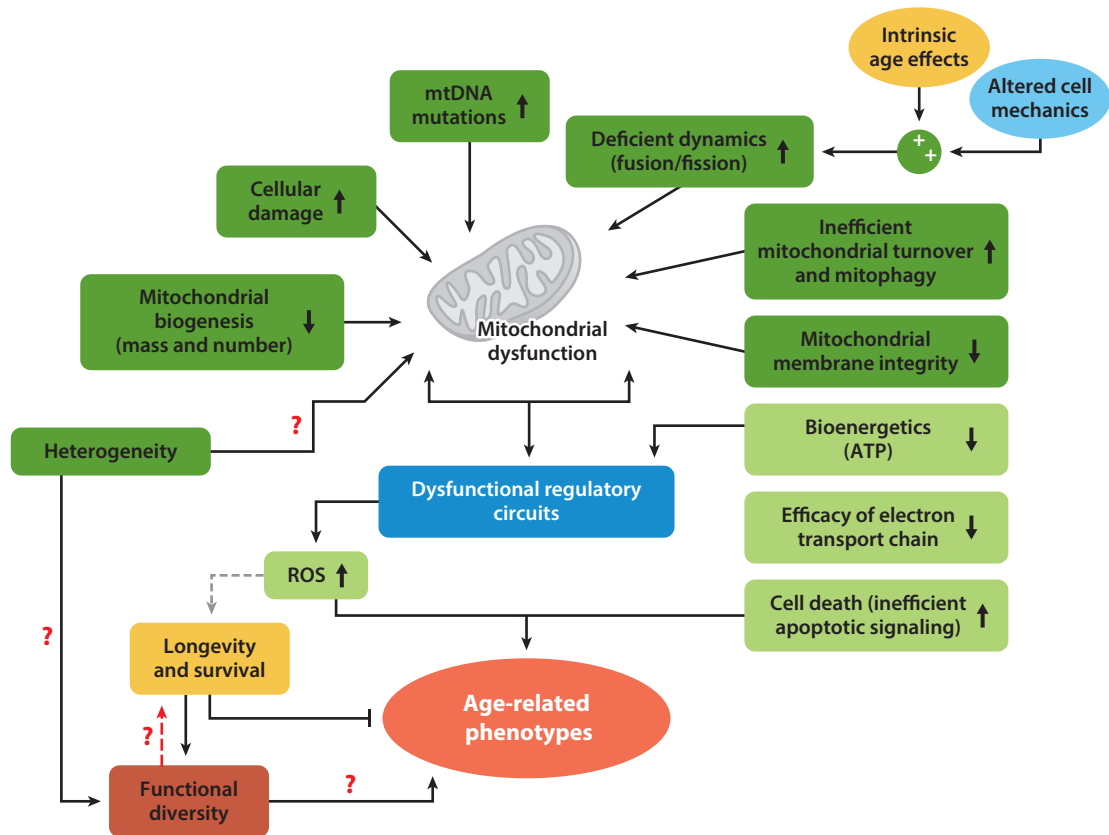 Intrinsic
age effects
Altered cell
mechanics
+
+
mtDNA
mutations ↑
Deficient dynamics
(fusion/fission) ↑
Cellular
damage ↑
Inefficient
mitochondrial turnover ↑
and mitophagy
Mitochondrial
biogenesis ↓
(mass and number)
Mitochondrial
dysfunction
Mitochondrial
membrane integrity ↓
?
Heterogeneity
Bioenergetics
(ATP) ↓
Dysfunctional regulatory
circuits
Efficacy of electron
transport chain ↓
ROS ↑
Cell death (inefficient
apoptotic signaling) ↑
?
Longevity
and survival
Age-related
phenotypes
?
Functional
diversity
?